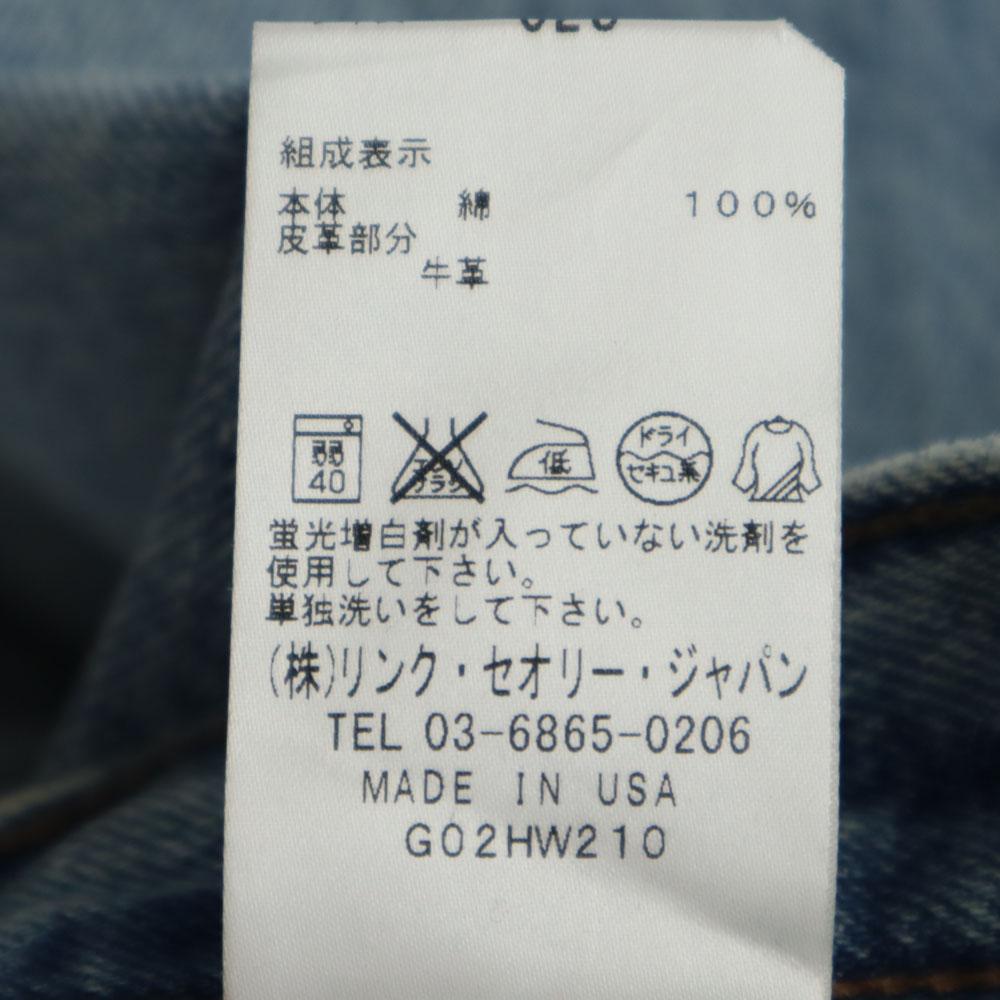 組成表示
本体 綿 100%
皮革部分
牛革
弱 40
低
ドライ
セキユ系
蛍光増白剤が入っていない洗剤を
使用して下さい。
単独洗いをして下さい。
(株)リンク・セオリー・ジャパン
TEL 03-6865-0206
MADE IN USA
G02HW210